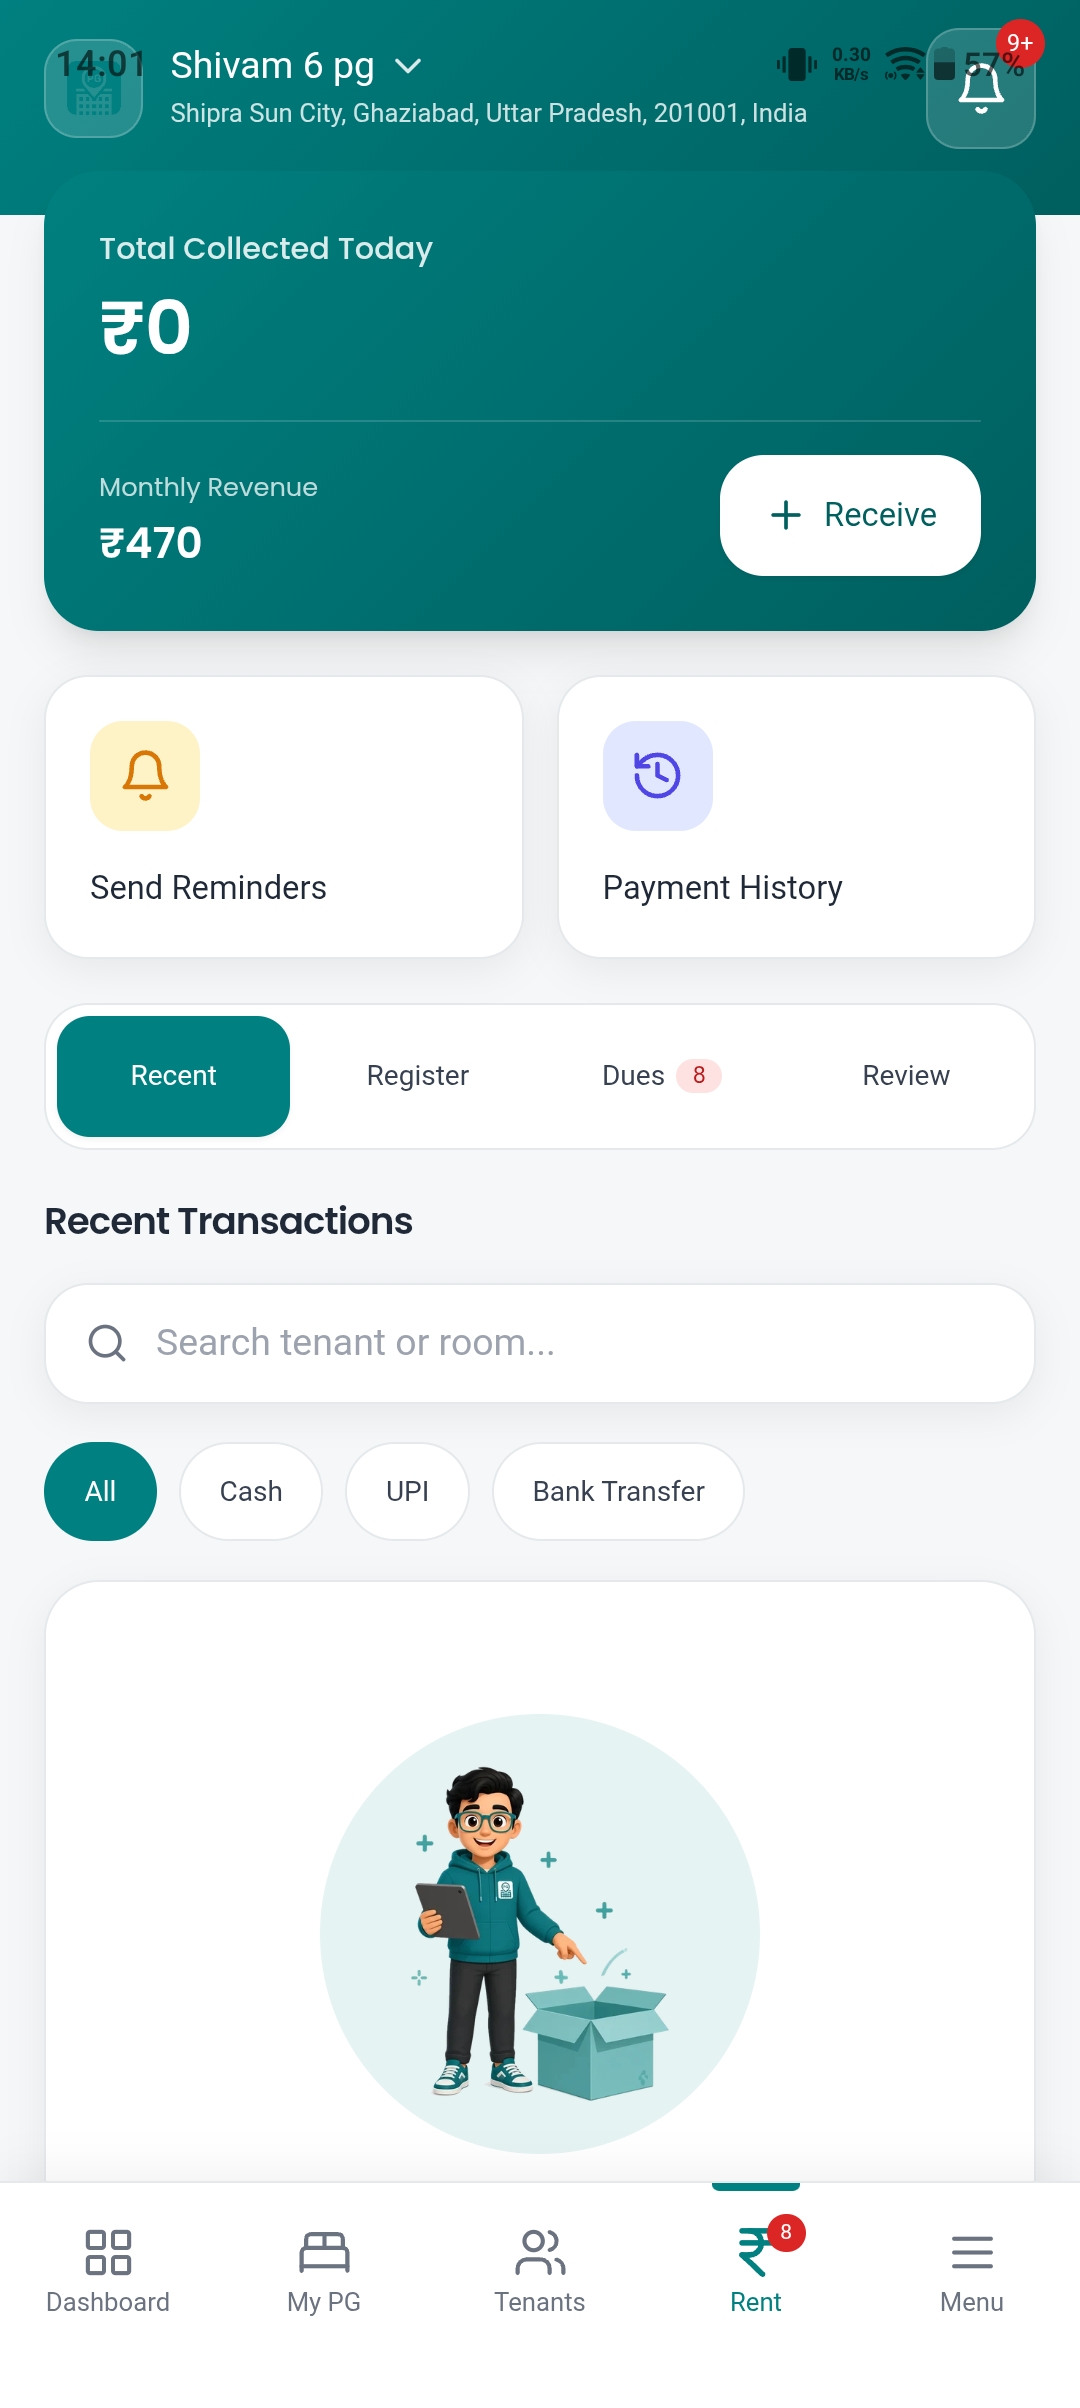 14:01
0.30
KB/s
57%
9+
Shivam 6 pg
Shipra Sun City, Ghaziabad, Uttar Pradesh, 201001, India
Total Collected Today
₹0
Monthly Revenue
₹470
Receive
Send Reminders
Payment History
Recent
Register
Dues 8
Review
Recent Transactions
Search tenant or room...
All
Cash
UPI
Bank Transfer
8
Dashboard
My PG
Tenants
Rent
Menu